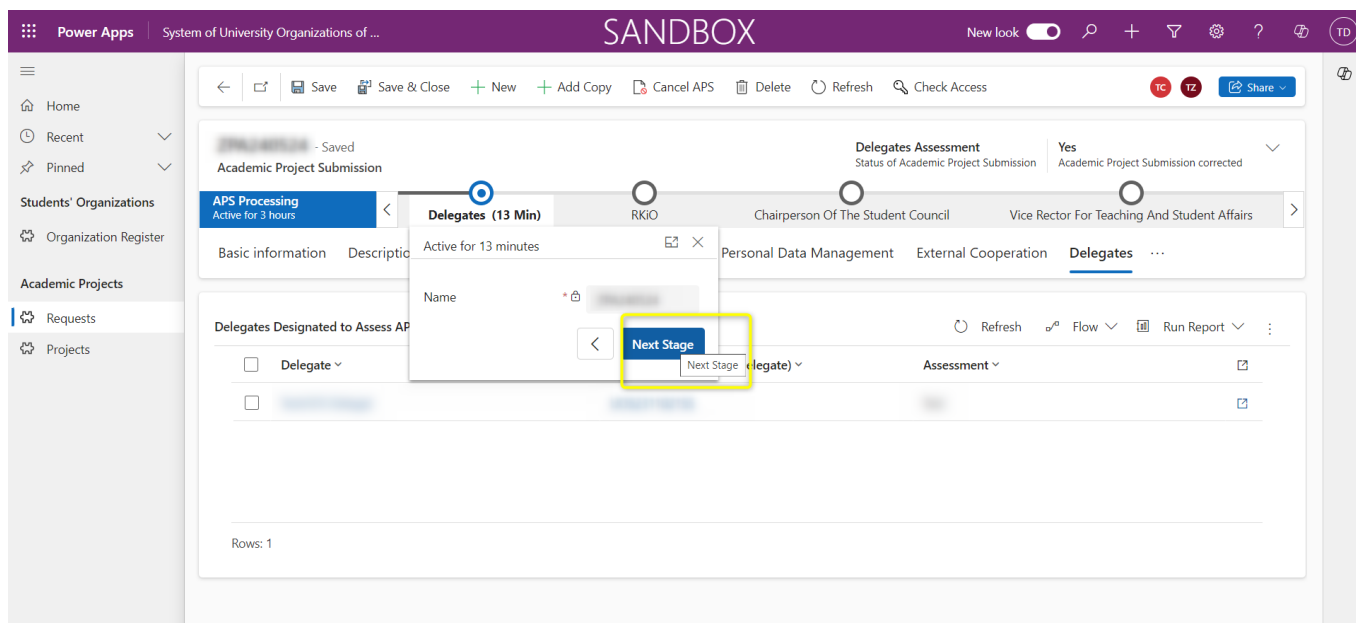 Power Apps System of University Organizations of ... SANDBOX New look TD
Home
Recent
Pinned
Students' Organizations
Organization Register
Academic Projects
Requests
Projects
Save Save & Close New Add Copy Cancel APS Delete Refresh Check Access TC TZ Share
- Saved
Academic Project Submission
Delegates Assessment
Status of Academic Project Submission
Yes
Academic Project Submission corrected
APS Processing
Active for 3 hours
Delegates (13 Min) RKiO Chairperson Of The Student Council Vice Rector For Teaching And Student Affairs
Basic information Descriptio Personal Data Management External Cooperation Delegates ...
Active for 13 minutes
Name *
Next Stage
Next Stage
Delegates Designated to Assess AP Refresh Flow Run Report
Delegate elegate) Assessment
Rows: 1